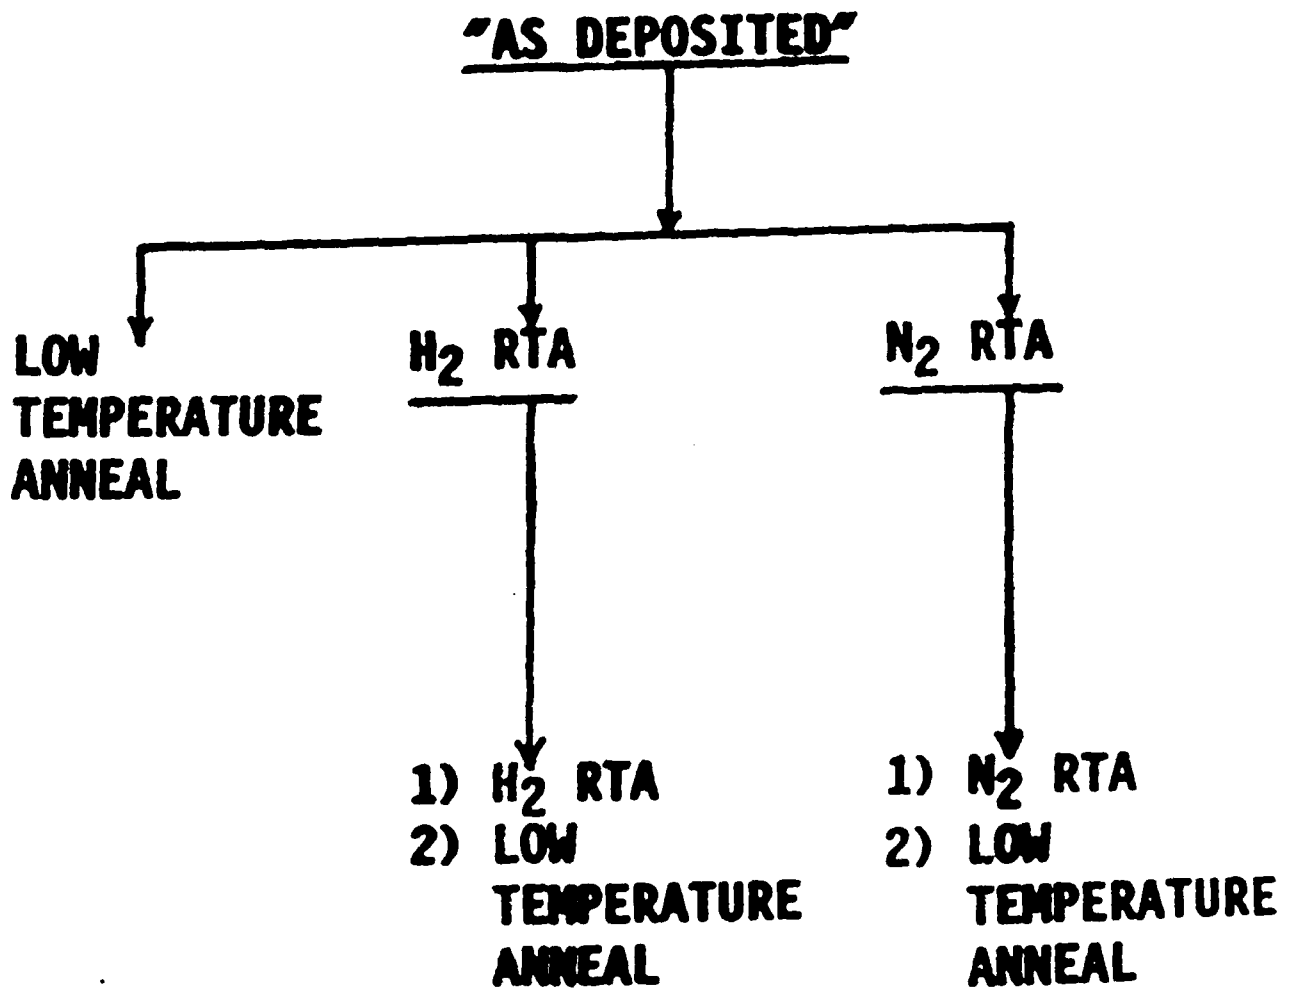 "AS DEPOSITED"
LOW
TEMPERATURE
ANNEAL
H2 RTA
N2 RTA
1) H2 RTA
2) LOW
TEMPERATURE
ANNEAL
1) N2 RTA
2) LOW
TEMPERATURE
ANNEAL